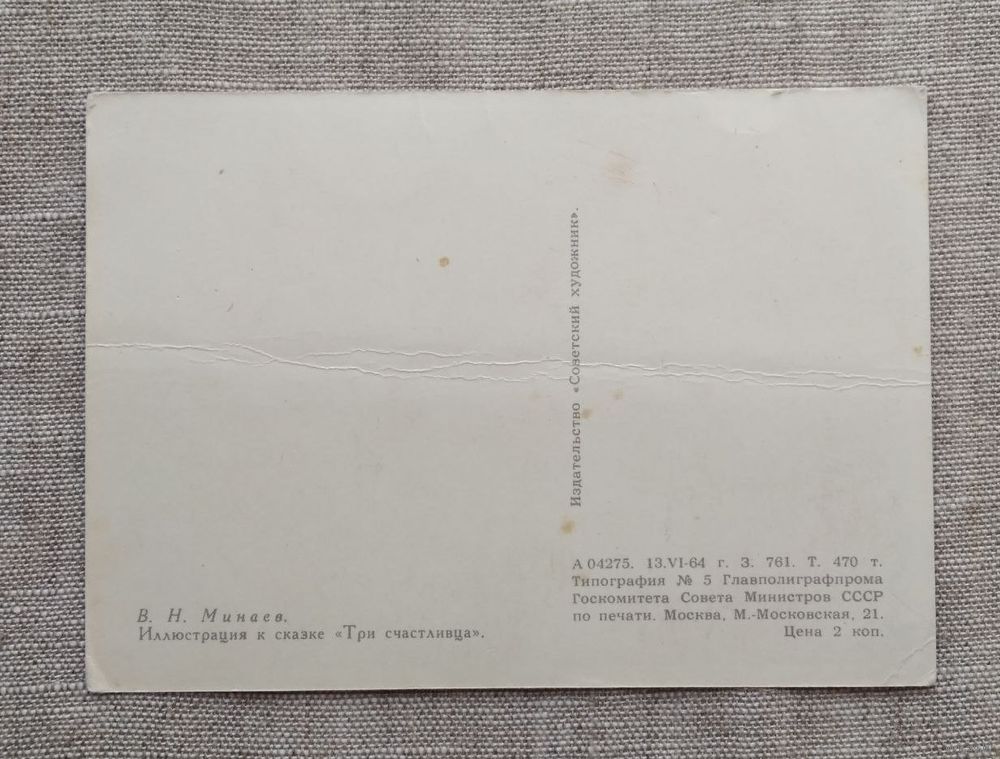 Издательство «Советский художник».
А 04275. 13.VI-64 г. З. 761. Т. 470 т.
Типография № 5 Главполиграфпрома
Госкомитета Совета Министров СССР
по печати. Москва, М.-Московская, 21.
Цена 2 коп.
В. Н. Минаев.
Иллюстрация к сказке «Три счастливца».